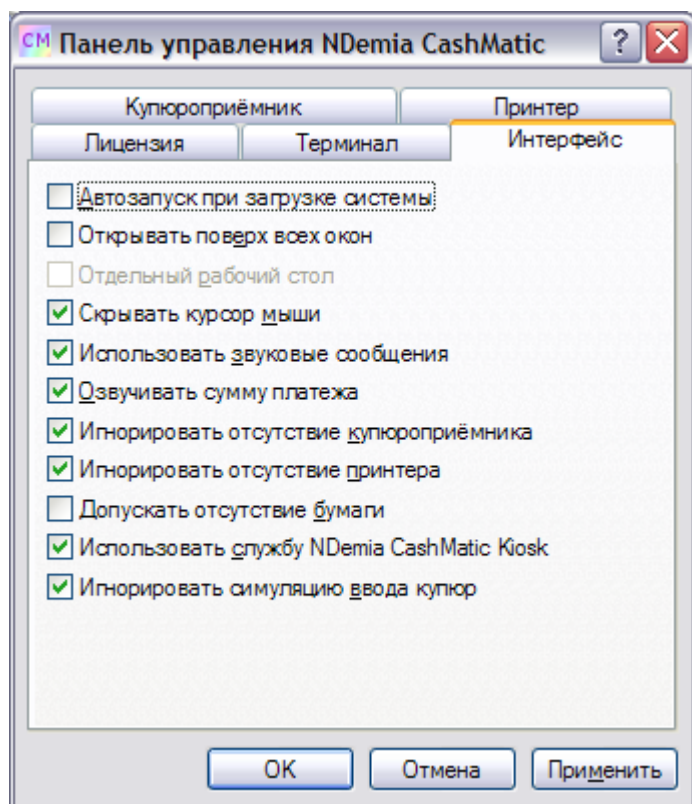 CM Панель управления NDemia CashMatic
Купюроприёмник Принтер
Лицензия Терминал Интерфейс
Автозапуск при загрузке системы
Открывать поверх всех окон
Отдельный рабочий стол
Скрывать курсор мыши
Использовать звуковые сообщения
Озвучивать сумму платежа
Игнорировать отсутствие купюроприёмника
Игнорировать отсутствие принтера
Допускать отсутствие бумаги
Использовать службу NDemia CashMatic Kiosk
Игнорировать симуляцию ввода купюр
OK Отмена Применить